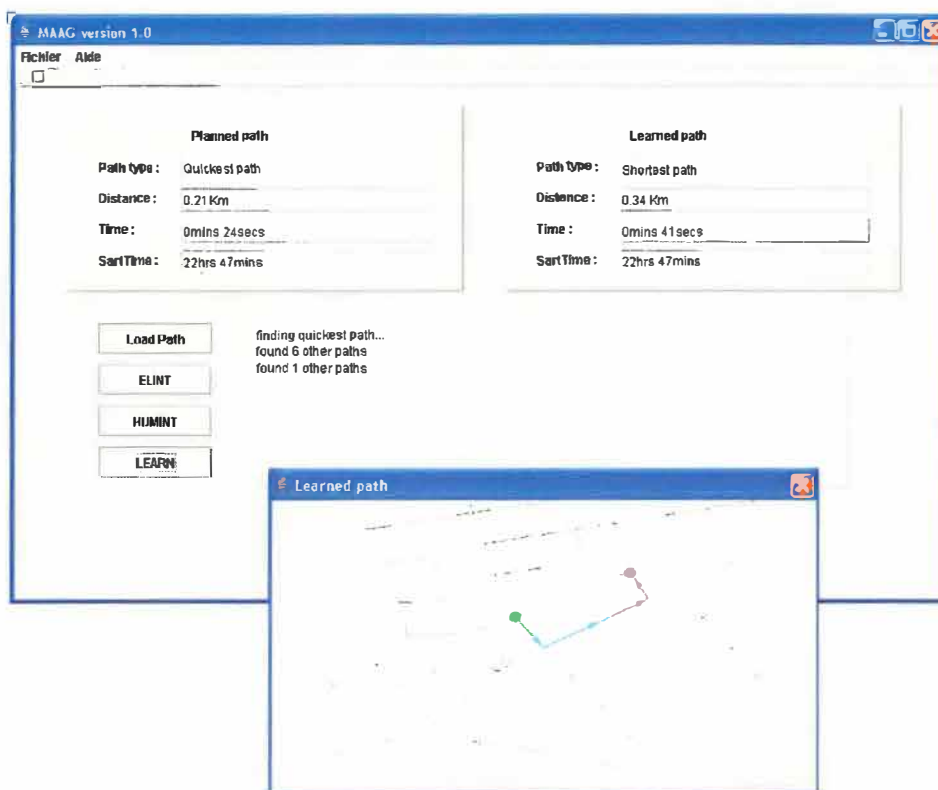 MAAG version 1.0
Fichier Aide
Planned path
Path type: Quickest path
Distance: 0.21 Km
Time: 0mins 24secs
SartTime: 22hrs 47mins
Learned path
Path type: Shortest path
Distance: 0.34 Km
Time: 0mins 41secs
SartTime: 22hrs 47mins
Load Path
ELINT
HUMINT
LEARN
finding quickest path...
found 6 other paths
found 1 other paths
Learned path